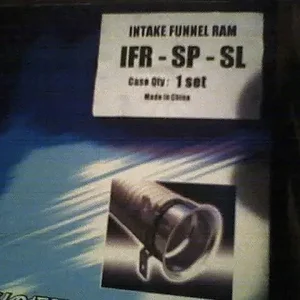 INTAKE FUNNEL RAM
IFR - SP - SL
Case Qty : 1 set
Made in China